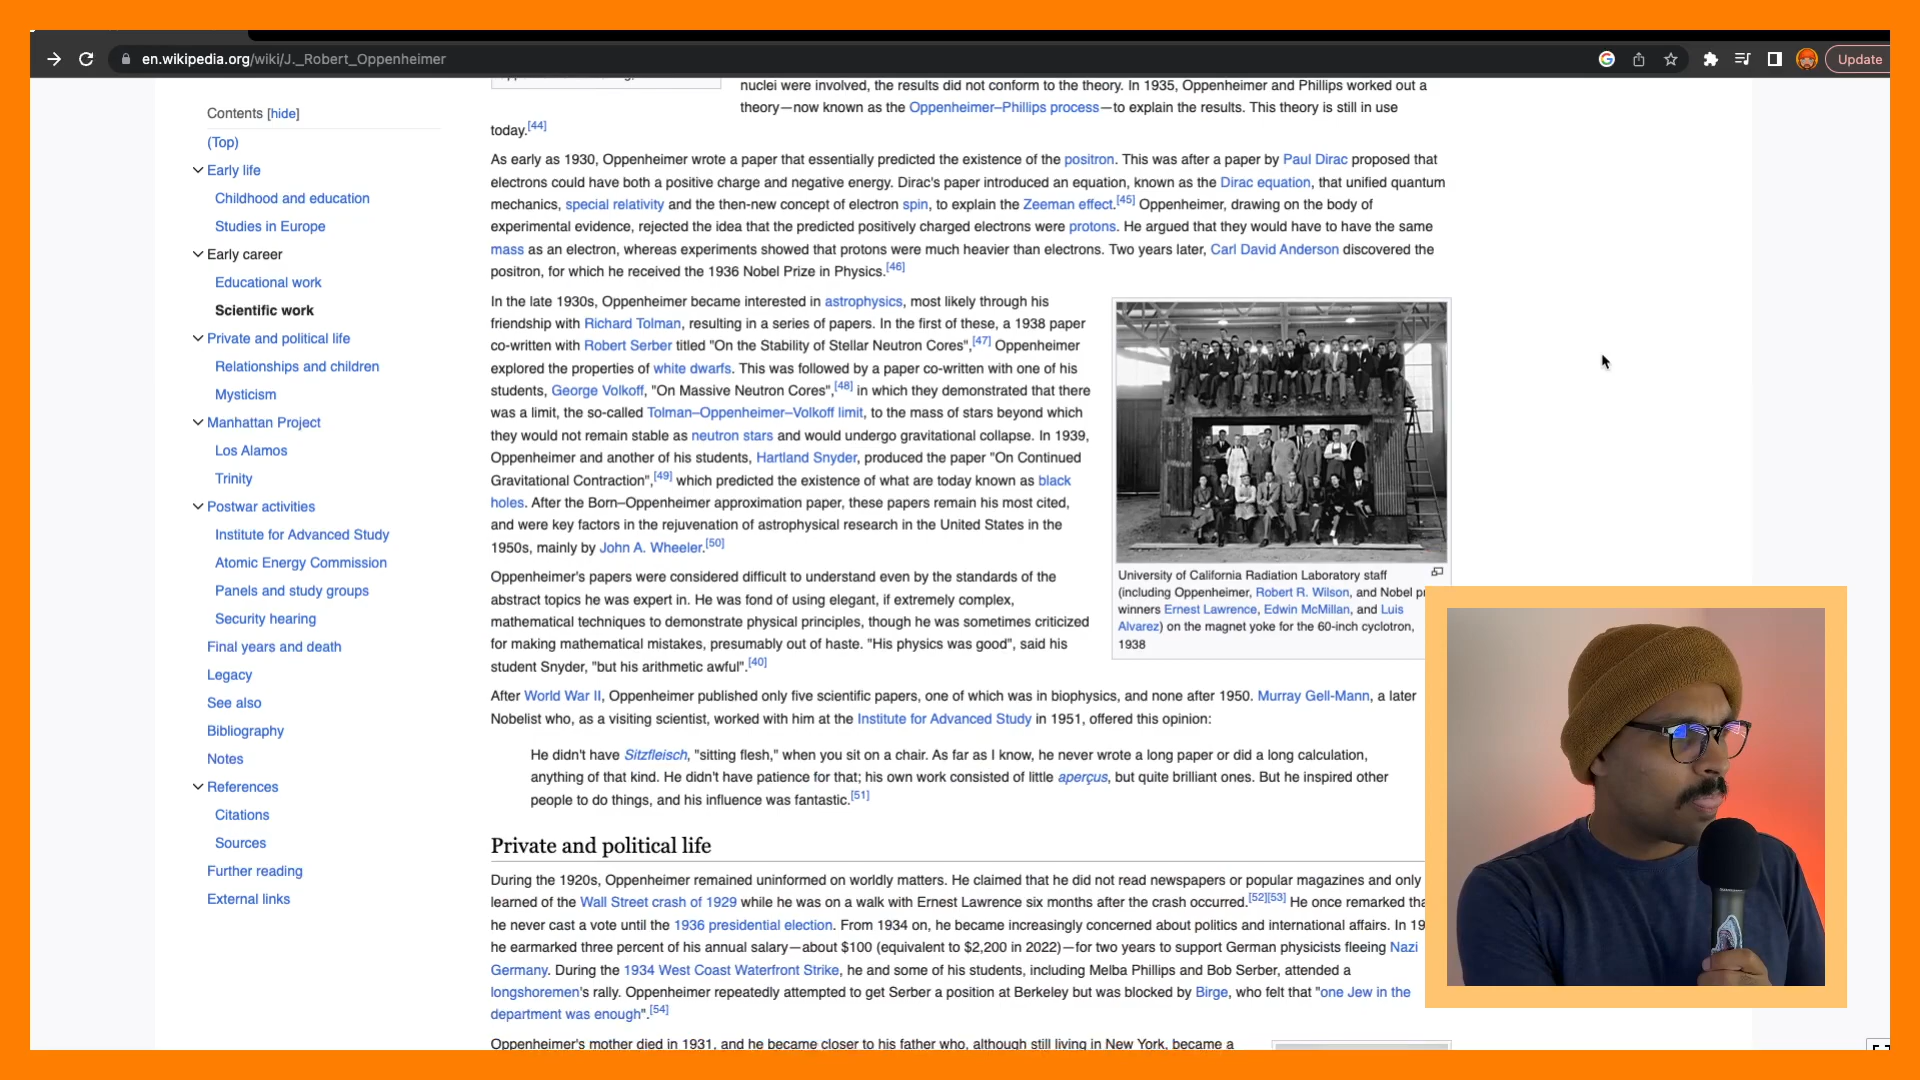 en.wikipedia.org/wiki/J._Robert_Oppenheimer
Update
Contents [hide]
(Top)
Early life
Childhood and education
Studies in Europe
Early career
Educational work
Scientific work
Private and political life
Relationships and children
Mysticism
Manhattan Project
Los Alamos
Trinity
Postwar activities
Institute for Advanced Study
Atomic Energy Commission
Panels and study groups
Security hearing
Final years and death
Legacy
See also
Bibliography
Notes
References
Citations
Sources
Further reading
External links
nuclei were involved, the results did not conform to the theory. In 1935, Oppenheimer and Phillips worked out a
theory—now known as the Oppenheimer–Phillips process—to explain the results. This theory is still in use
today.[44]
As early as 1930, Oppenheimer wrote a paper that essentially predicted the existence of the positron. This was after a paper by Paul Dirac proposed that
electrons could have both a positive charge and negative energy. Dirac's paper introduced an equation, known as the Dirac equation, that unified quantum
mechanics, special relativity and the then-new concept of electron spin, to explain the Zeeman effect.[45] Oppenheimer, drawing on the body of
experimental evidence, rejected the idea that the predicted positively charged electrons were protons. He argued that they would have to have the same
mass as an electron, whereas experiments showed that protons were much heavier than electrons. Two years later, Carl David Anderson discovered the
positron, for which he received the 1936 Nobel Prize in Physics.[46]
In the late 1930s, Oppenheimer became interested in astrophysics, most likely through his
friendship with Richard Tolman, resulting in a series of papers. In the first of these, a 1938 paper
co-written with Robert Serber titled "On the Stability of Stellar Neutron Cores",[47] Oppenheimer
explored the properties of white dwarfs. This was followed by a paper co-written with one of his
students, George Volkoff, "On Massive Neutron Cores",[48] in which they demonstrated that there
was a limit, the so-called Tolman–Oppenheimer–Volkoff limit, to the mass of stars beyond which
they would not remain stable as neutron stars and would undergo gravitational collapse. In 1939,
Oppenheimer and another of his students, Hartland Snyder, produced the paper "On Continued
Gravitational Contraction",[49] which predicted the existence of what are today known as black
holes. After the Born–Oppenheimer approximation paper, these papers remain his most cited,
and were key factors in the rejuvenation of astrophysical research in the United States in the
1950s, mainly by John A. Wheeler.[50]
University of California Radiation Laboratory staff
(including Oppenheimer, Robert R. Wilson, and Nobel pr
winners Ernest Lawrence, Edwin McMillan, and Luis
Alvarez) on the magnet yoke for the 60-inch cyclotron,
1938
Oppenheimer's papers were considered difficult to understand even by the standards of the
abstract topics he was expert in. He was fond of using elegant, if extremely complex,
mathematical techniques to demonstrate physical principles, though he was sometimes criticized
for making mathematical mistakes, presumably out of haste. "His physics was good", said his
student Snyder, "but his arithmetic awful".[40]
After World War II, Oppenheimer published only five scientific papers, one of which was in biophysics, and none after 1950. Murray Gell-Mann, a later
Nobelist who, as a visiting scientist, worked with him at the Institute for Advanced Study in 1951, offered this opinion:
He didn't have Sitzfleisch, "sitting flesh," when you sit on a chair. As far as I know, he never wrote a long paper or did a long calculation,
anything of that kind. He didn't have patience for that; his own work consisted of little aperçus, but quite brilliant ones. But he inspired other
people to do things, and his influence was fantastic.[51]
Private and political life
During the 1920s, Oppenheimer remained uninformed on worldly matters. He claimed that he did not read newspapers or popular magazines and only
learned of the Wall Street crash of 1929 while he was on a walk with Ernest Lawrence six months after the crash occurred.[52][53] He once remarked tha
he never cast a vote until the 1936 presidential election. From 1934 on, he became increasingly concerned about politics and international affairs. In 19
he earmarked three percent of his annual salary—about $100 (equivalent to $2,200 in 2022)—for two years to support German physicists fleeing Nazi
Germany. During the 1934 West Coast Waterfront Strike, he and some of his students, including Melba Phillips and Bob Serber, attended a
longshoremen's rally. Oppenheimer repeatedly attempted to get Serber a position at Berkeley but was blocked by Birge, who felt that "one Jew in the
department was enough".[54]
Oppenheimer's mother died in 1931, and he became closer to his father who, although still living in New York, became a